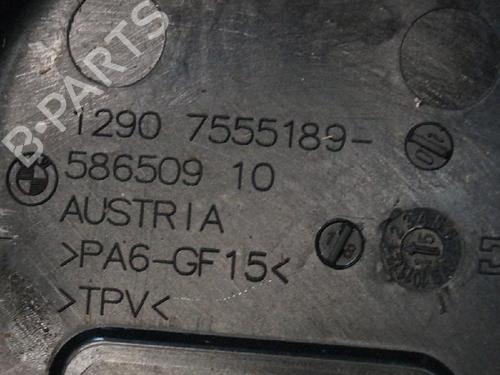 B-PARTS
1290 7555189-
586509 10
AUSTRIA
>PA6-GF15<
>TPV<